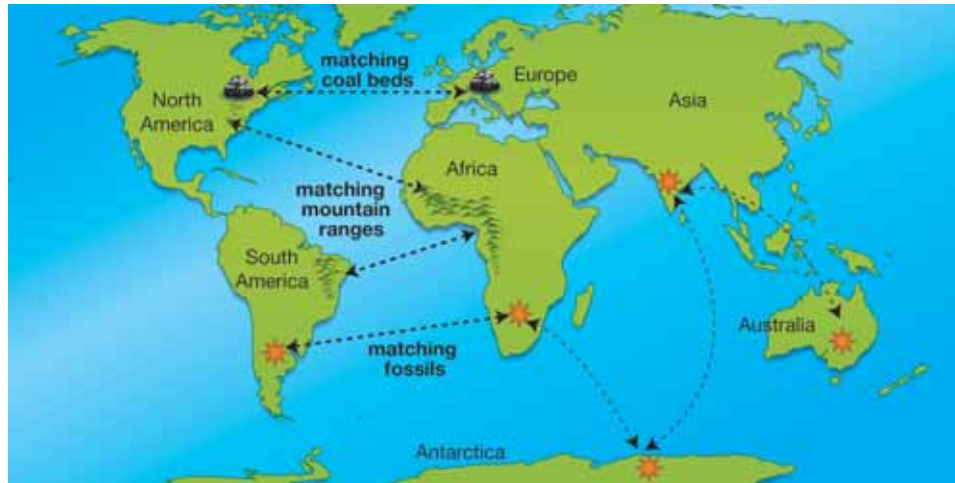 matching
coal beds
Europe
Asia
North
America
Africa
matching
mountain
ranges
South
America
Australia
matching
fossils
Antarctica